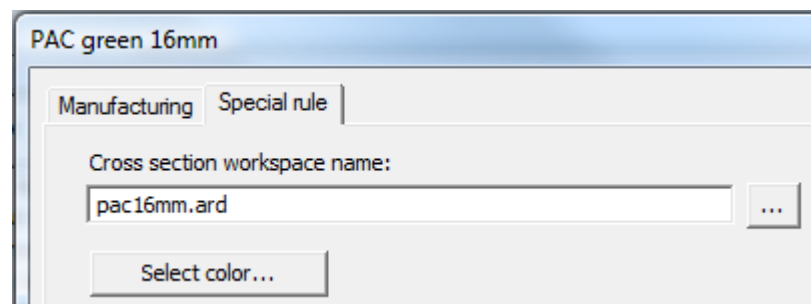 PAC green 16mm
Manufacturing Special rule
Cross section workspace name:
pac16mm.ard ...
Select color...